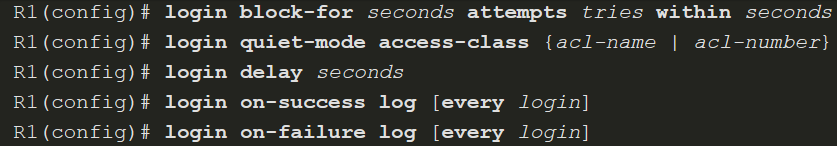 R1(config)# login block-for seconds attempts tries within seconds
R1(config)# login quiet-mode access-class {acl-name | acl-number}
R1(config)# login delay seconds
R1(config)# login on-success log [every login]
R1(config)# login on-failure log [every login]